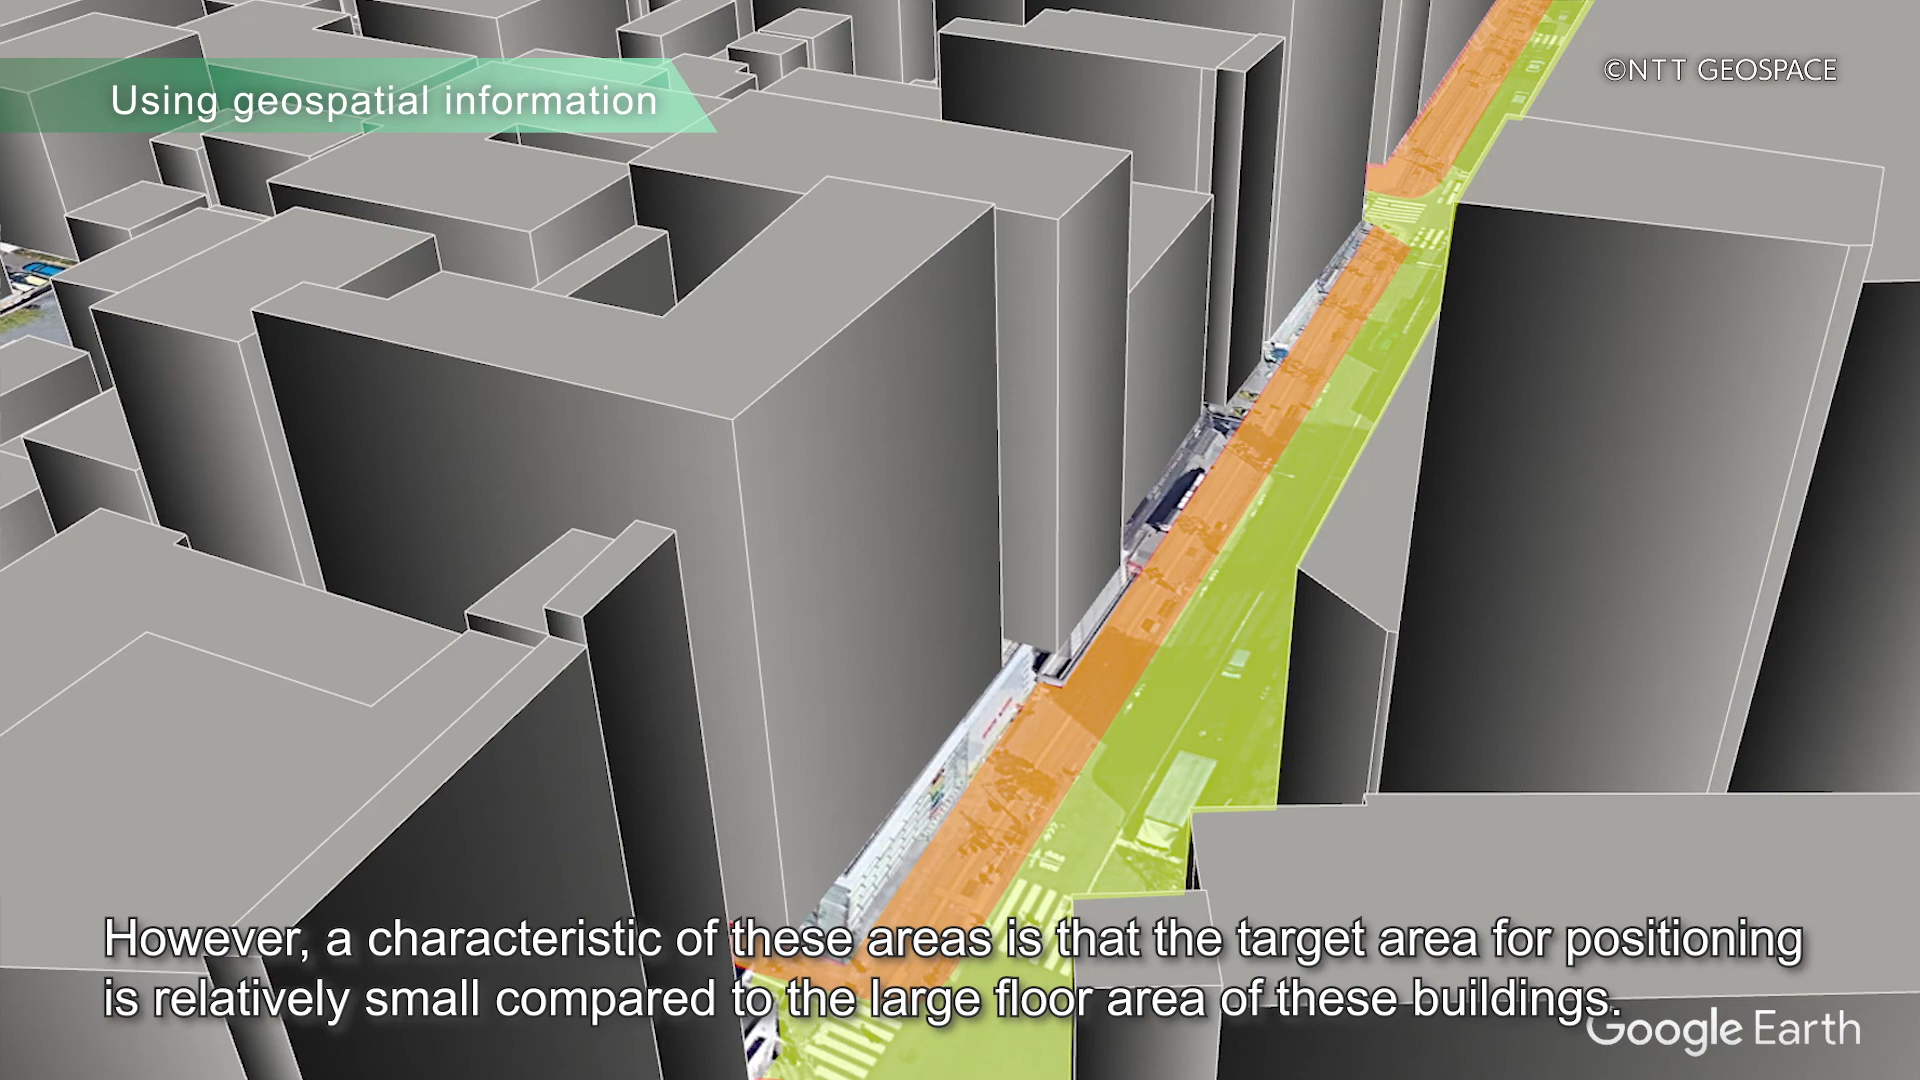 Using geospatial information
©NTT GEOSPACE
However, a characteristic of these areas is that the target area for positioning
is relatively small compared to the large floor area of these buildings.
Google Earth